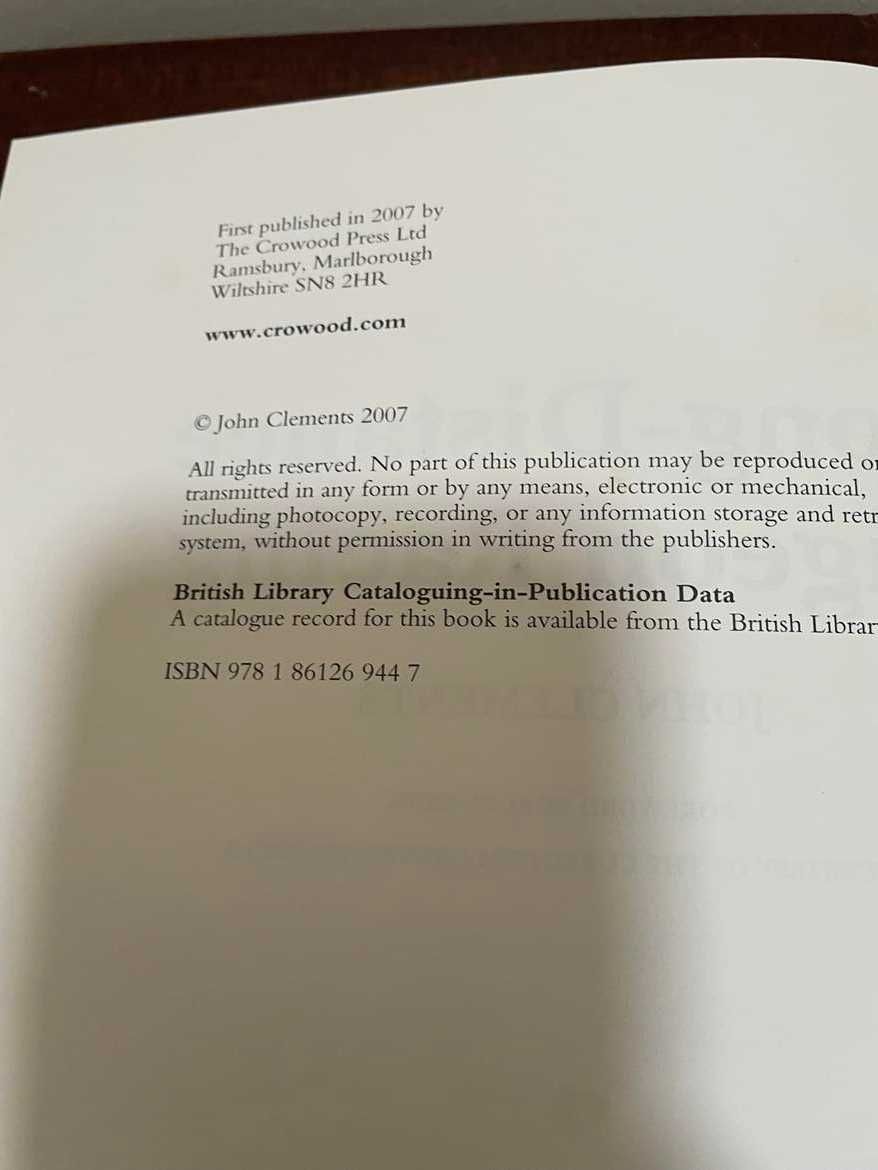 First published in 2007 by
The Crowood Press Ltd
Ramsbury, Marlborough
Wiltshire SN8 2HR
www.crowood.com
© John Clements 2007
All rights reserved. No part of this publication may be reproduced or
transmitted in any form or by any means, electronic or mechanical,
including photocopy, recording, or any information storage and retr
system, without permission in writing from the publishers.
British Library Cataloguing-in-Publication Data
A catalogue record for this book is available from the British Librar
ISBN 978 1 86126 944 7
JOHN CLEMENTS